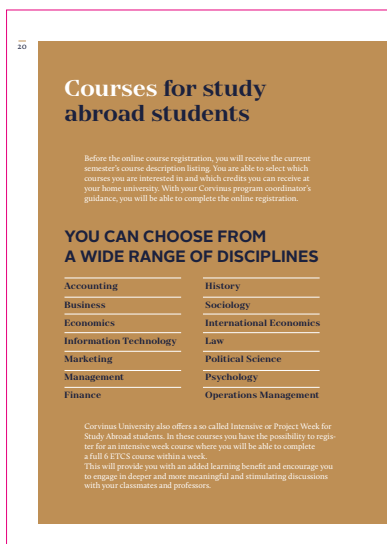 20
Courses for study
abroad students
Before the online course registration, you will receive the current
semester's course description listing. You are able to select which
courses you are interested in and which credits you can receive at
your home university. With your Corvinus program coordinator's
guidance, you will be able to complete the online registration.
YOU CAN CHOOSE FROM
A WIDE RANGE OF DISCIPLINES
Accounting
Business
Economics
Information Technology
Marketing
Management
Finance
History
Sociology
International Economics
Law
Political Science
Psychology
Operations Management
Corvinus University also offers a so called Intensive or Project Week for
Study Abroad students. In these courses you have the possibility to regis-
ter for an intensive week course where you will be able to complete
a full 6 ETCS course within a week.
This will provide you with an added learning benefit and encourage you
to engage in deeper and more meaningful and stimulating discussions
with your classmates and professors.